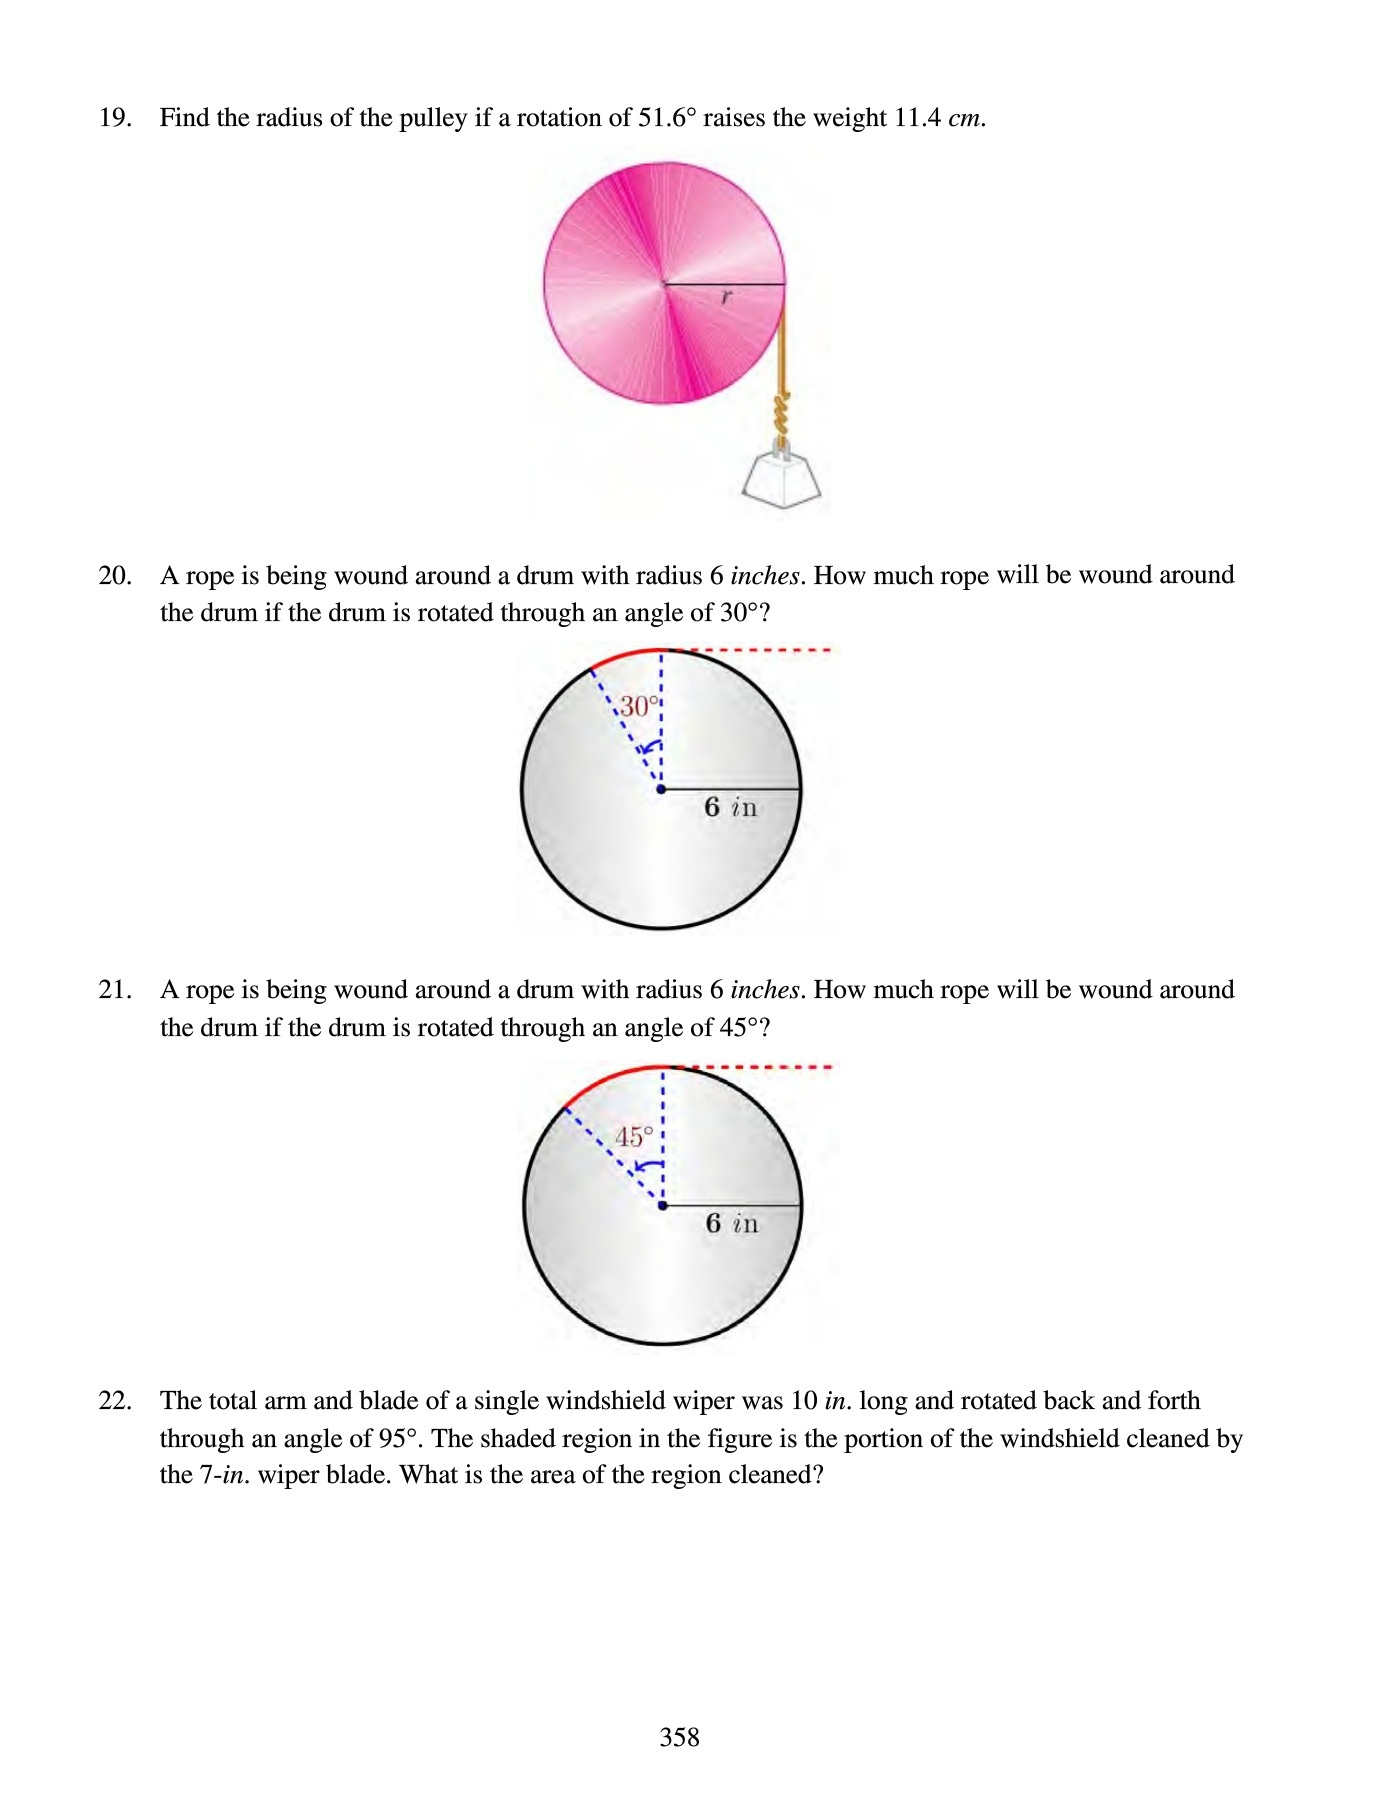 19. Find the radius of the pulley if a rotation of 51.6° raises the weight 11.4 cm.
r
20. A rope is being wound around a drum with radius 6 inches. How much rope will be wound around
the drum if the drum is rotated through an angle of 30°?
30°
6 in
21. A rope is being wound around a drum with radius 6 inches. How much rope will be wound around
the drum if the drum is rotated through an angle of 45°?
45°
6 in
22. The total arm and blade of a single windshield wiper was 10 in. long and rotated back and forth
through an angle of 95°. The shaded region in the figure is the portion of the windshield cleaned by
the 7-in. wiper blade. What is the area of the region cleaned?
358